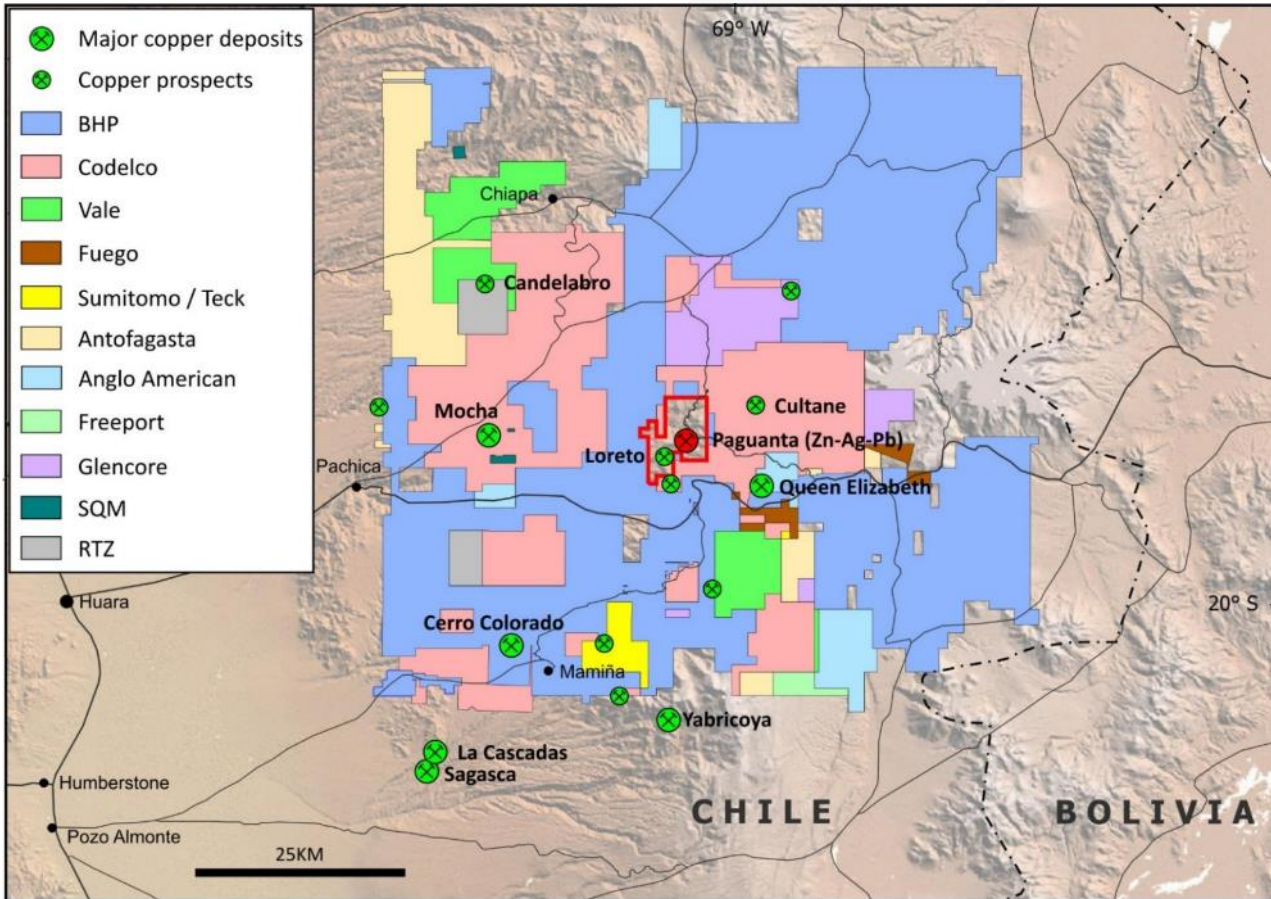 Major copper deposits
Copper prospects
BHP
Codelco
Vale
Fuego
Sumitomo / Teck
Antofagasta
Anglo American
Freeport
Glencore
SQM
RTZ
69° W
Chiapa
Candelabro
Mocha
Cultane
Paguanta (Zn-Ag-Pb)
Loreto
Pachica
Queen Elizabeth
Huara
20° S
Cerro Colorado
Mamiña
Yabricoya
La Cascadas
Sagasca
Humberstone
CHILE
BOLIVIA
Pozo Almonte
25KM